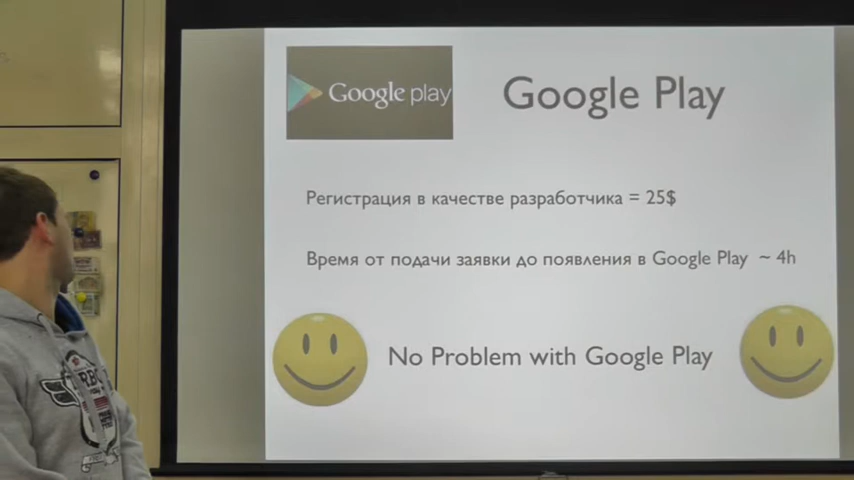 Google play
Google Play
Регистрация в качестве разработчика = 25$
Время от подачи заявки до появления в Google Play ~ 4h
No Problem with Google Play